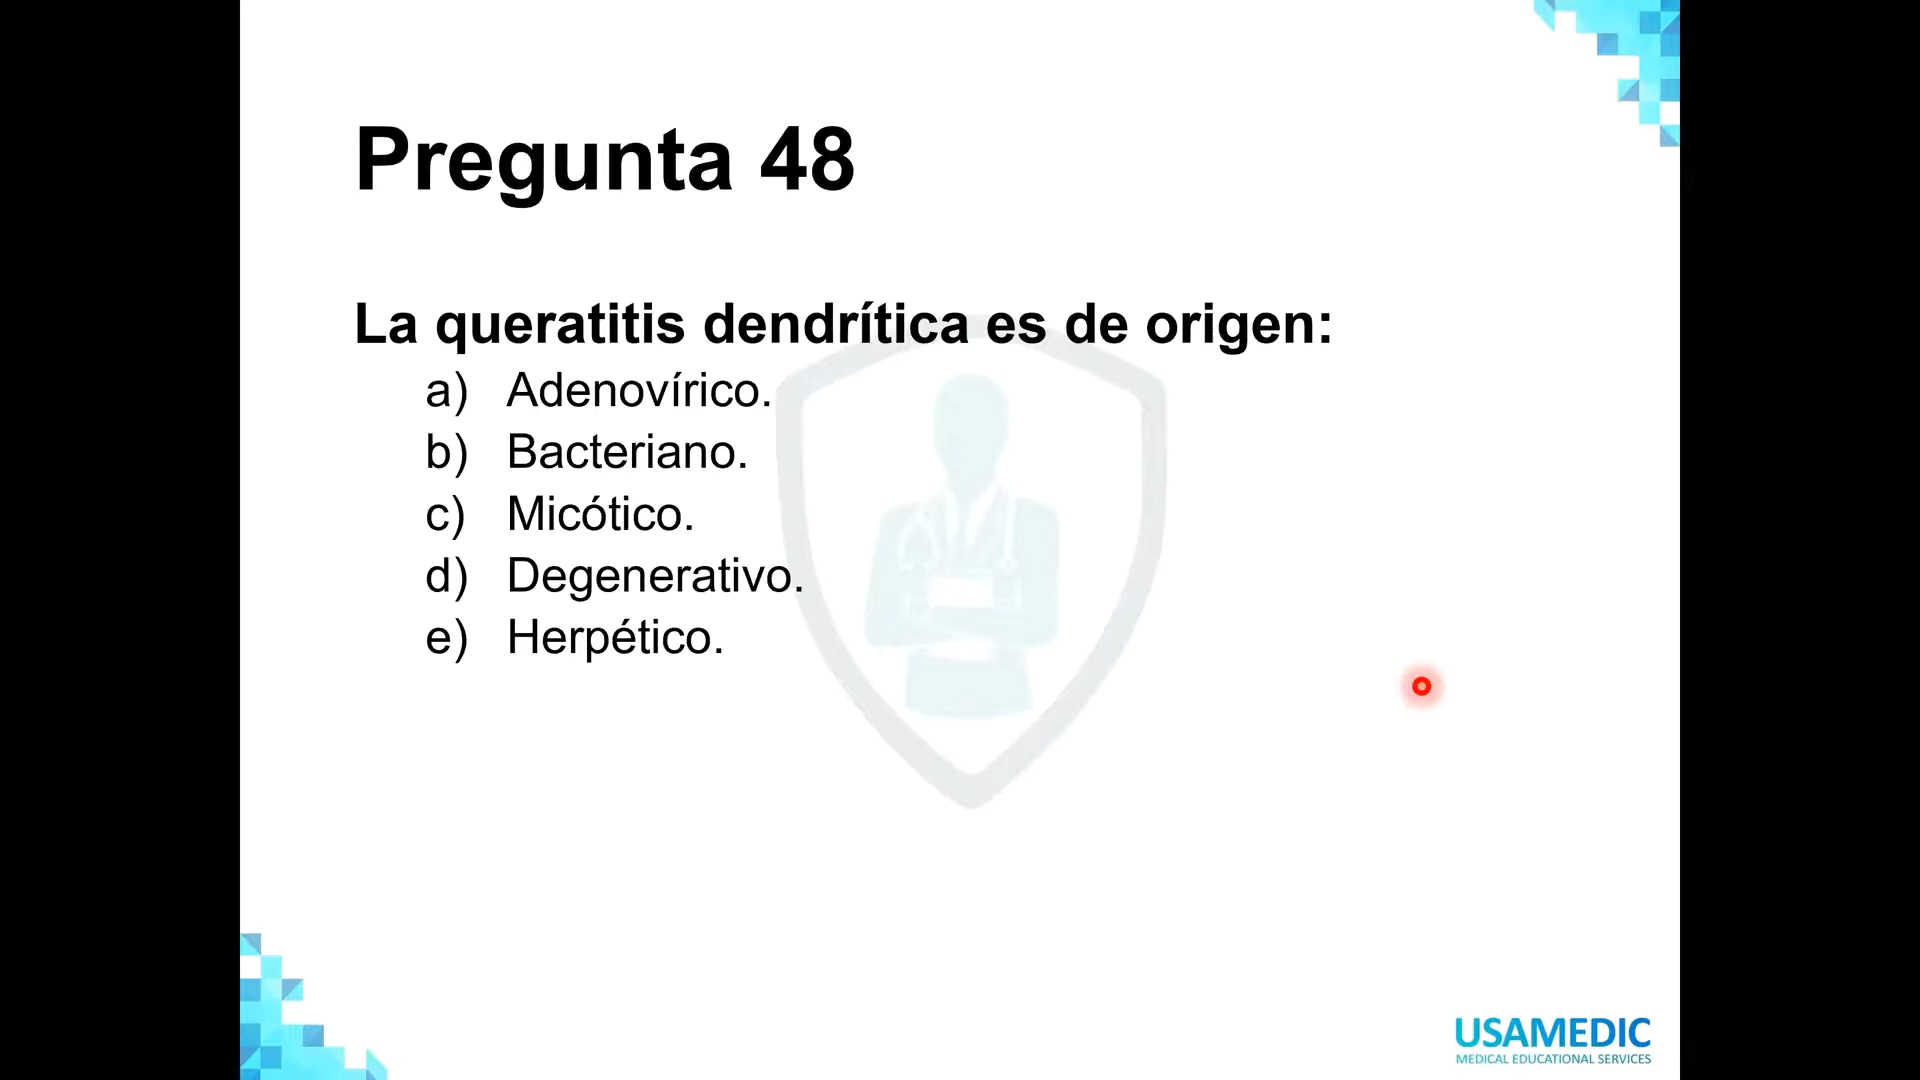 Pregunta 48
La queratitis dendrítica es de origen:
a) Adenovírico.
b) Bacteriano.
c) Micótico.
d) Degenerativo.
e) Herpético.
USAMEDIC
MEDICAL EDUCATIONAL SERVICES